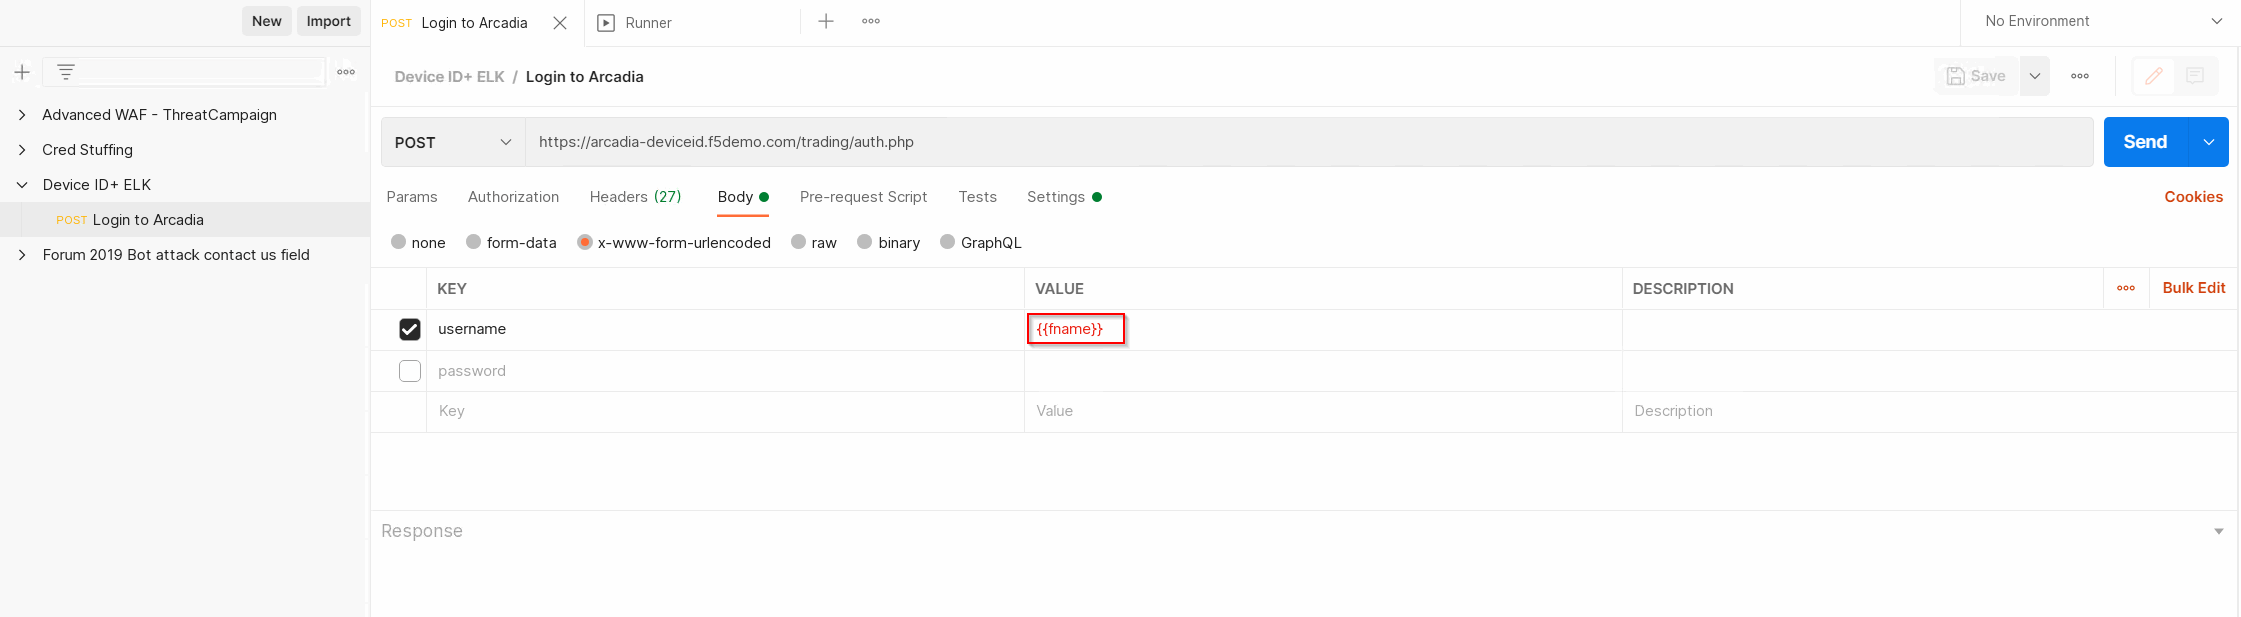 New Import
POST Login to Arcadia
Runner
No Environment
Device ID+ ELK / Login to Arcadia
Save
Advanced WAF - ThreatCampaign
Cred Stuffing
Device ID+ ELK
POST Login to Arcadia
Forum 2019 Bot attack contact us field
POST https://arcadia-deviceid.f5demo.com/trading/auth.php Send
Params Authorization Headers (27) Body Pre-request Script Tests Settings Cookies
none form-data x-www-form-urlencoded raw binary GraphQL
KEY VALUE DESCRIPTION Bulk Edit
username {{fname}}
password
Key Value Description
Response